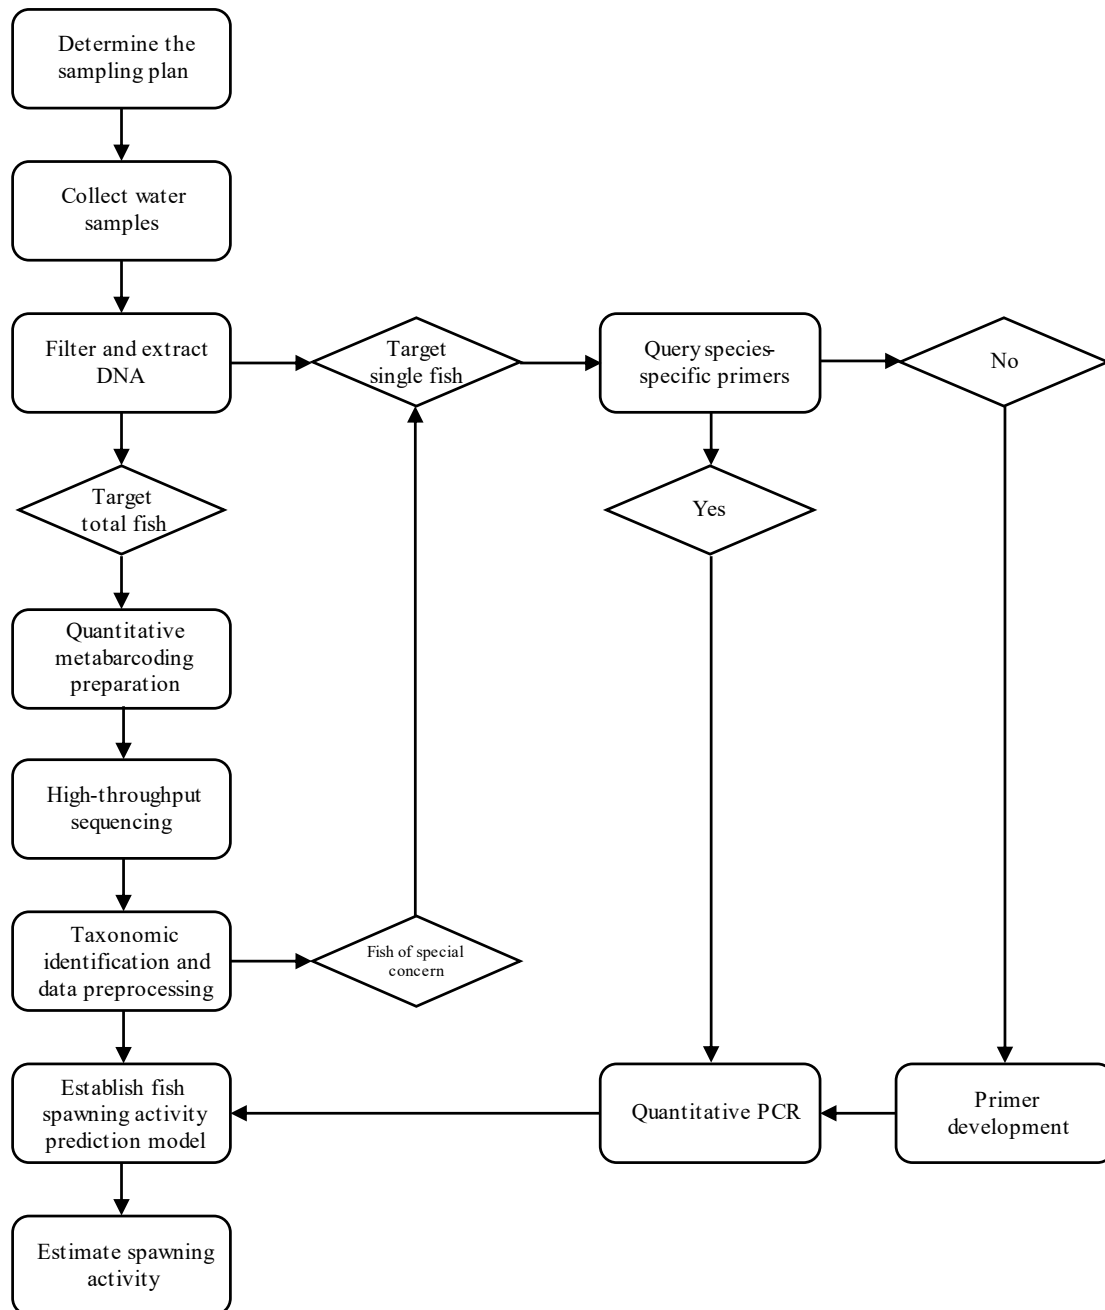 Determine the
sampling plan
Collect water
samples
Filter and extract
DNA
Target
single fish
Query species-
specific primers
No
Target
total fish
Yes
Quantitative
metabarcoding
preparation
High-throughput
sequencing
Taxonomic
identification and
data preprocessing
Fish of special
concern
Establish fish
spawning activity
prediction model
Quantitative PCR
Primer
development
Estimate spawning
activity